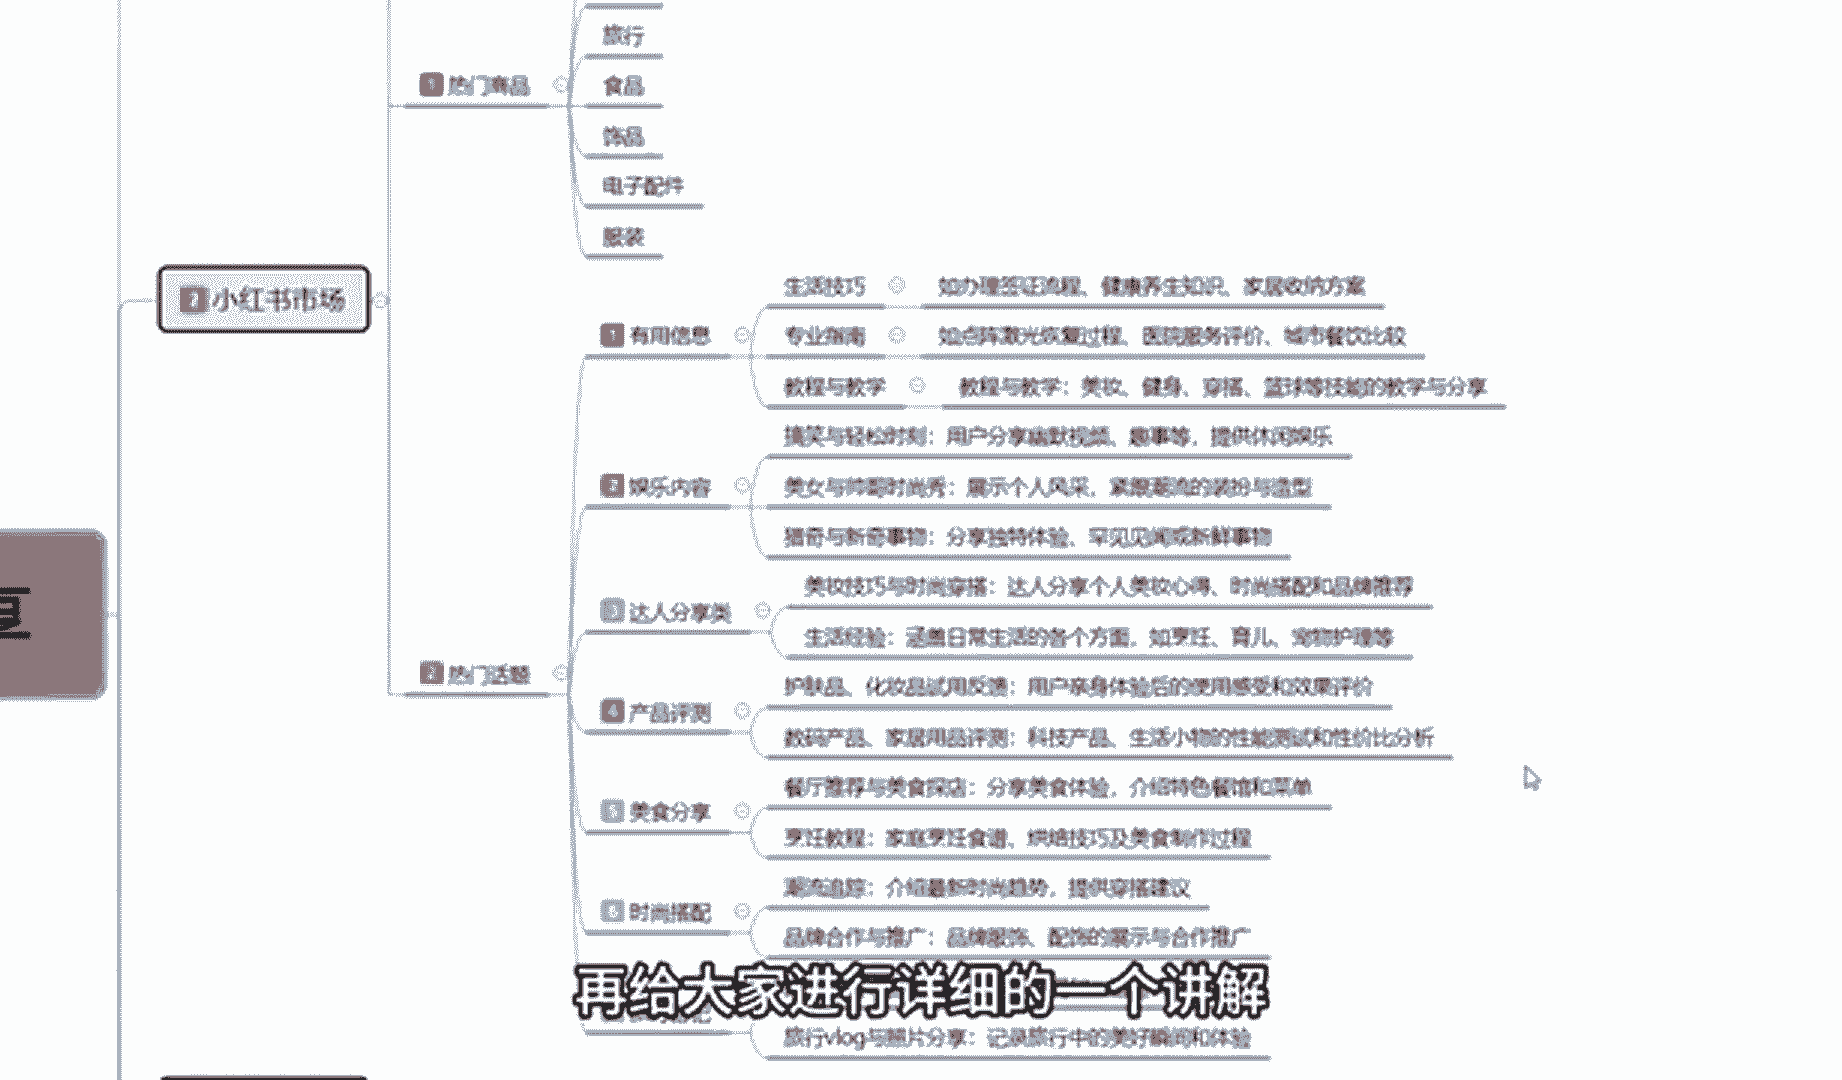 旅行
1 热门商品
食品
饰品
电子配件
服装
2 小红书市场
生活技巧
如办理签证流程、健康养生知识、家居收纳方案
1 有用信息
专业指南
如点阵激光恢复过程、医院服务评价、城市餐饮比较
教程与教学
教程与教学：美妆、健身、穿搭、篮球等技能的教学与分享
搞笑与轻松时刻：用户分享幽默视频、趣事等，提供休闲娱乐
2 娱乐内容
美女与帅哥时尚秀：展示个人风采，
猎奇与新奇事物：分享独特体验、罕见见闻或新鲜事物
美妆技巧与时尚穿搭：达人分享个人美妆心得、时尚搭配和品牌推荐
3 达人分享类
生活经验：涵盖日常生活的各个方面，如烹饪、育儿、宠物护理等
2 热门话题
护肤品、化妆品试用反馈：用户亲身体验后的使用感受和效果评价
4 产品评测
数码产品、家居用品评测：科技产品、生活小物的性能测试和性价比分析
餐厅推荐与美食探店：分享美食体验，介绍特色餐馆和菜单
5 美食分享
烹饪教程：家庭烹饪食谱、烘焙技巧及美食制作过程
潮流追踪：介绍最新时尚趋势，提供穿搭建议
6 时尚搭配
品牌合作与推广：品牌服饰、配饰的展示与合作推广
再给大家进行详细的一个讲解
旅行vlog与照片分享：记录旅行中的美好瞬间和体验